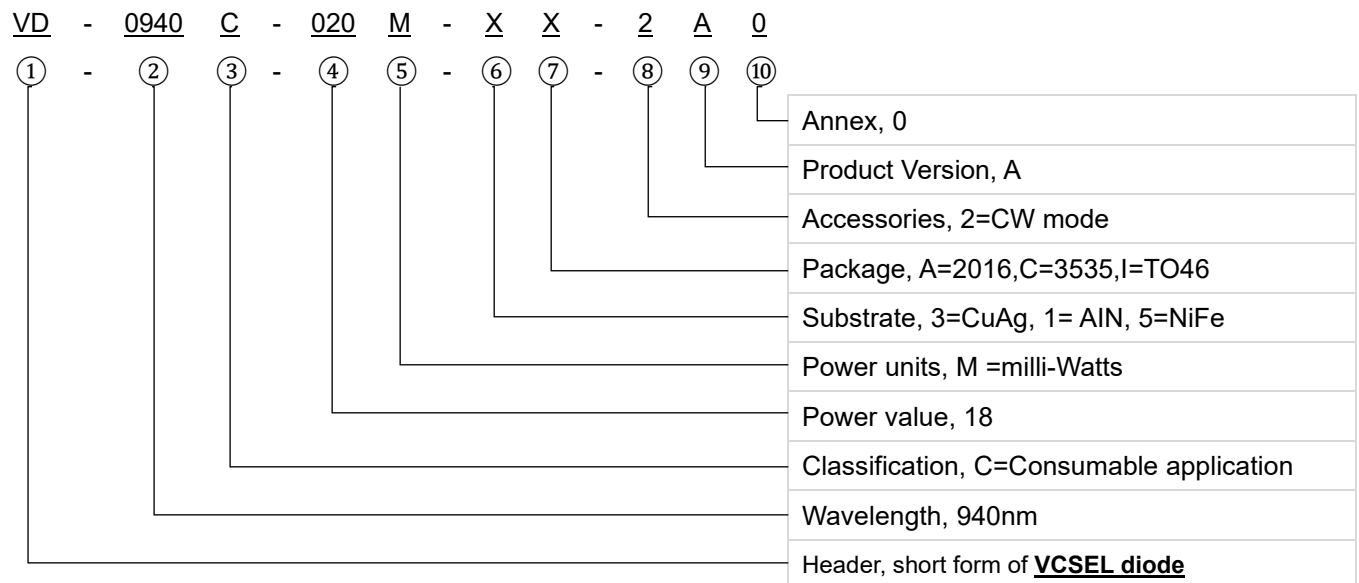 VD - 0940 C - 020 M - X X - 2 A 0
① - ② ③ - ④ ⑤ - ⑥ ⑦ - ⑧ ⑨ ⑩
Annex, 0
Product Version, A
Accessories, 2=CW mode
Package, A=2016,C=3535,I=TO46
Substrate, 3=CuAg, 1= AIN, 5=NiFe
Power units, M =milli-Watts
Power value, 18
Classification, C=Consumable application
Wavelength, 940nm
Header, short form of VCSEL diode